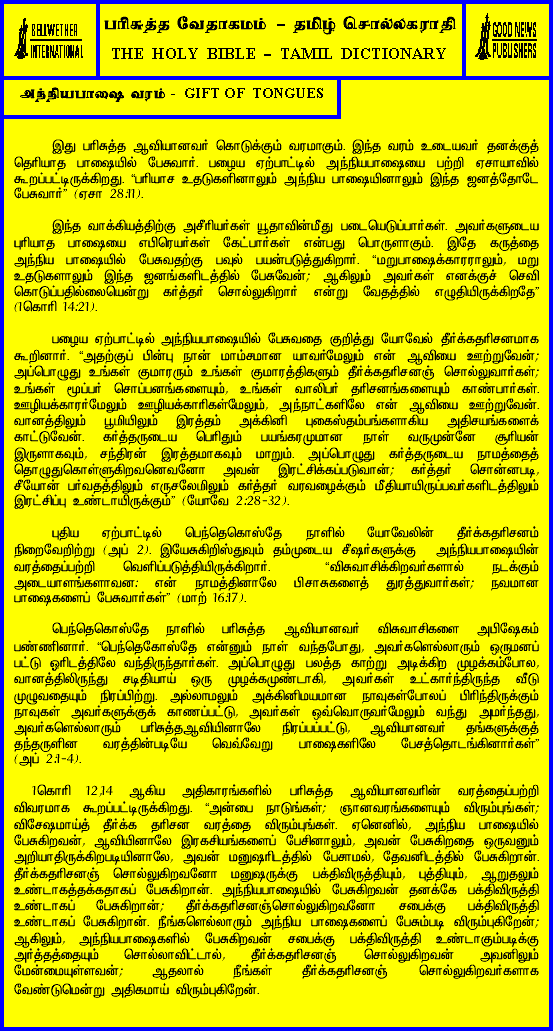 BELLWETHER
INTERNATIONAL
பரிசுத்த வேதாகமம் – தமிழ் சொல்லகராதி
THE HOLY BIBLE – TAMIL DICTIONARY
GOOD NEWS
PUBLISHERS
அந்நியபாஷை வரம் - GIFT OF TONGUES
இது பரிசுத்த ஆவியானவர் கொடுக்கும் வரமாகும். இந்த வரம் உடையவர் தனக்குத்
தெரியாத பாஷையில் பேசுவார். பழைய ஏற்பாட்டில் அந்நியபாஷையை பற்றி ஏசாயாவில்
கூறப்பட்டிருக்கிறது. “பரியாச உதடுகளினாலும் அந்நிய பாஷையினாலும் இந்த ஜனத்தோடே
பேசுவார்” (ஏசா 28:11).
இந்த வாக்கியத்திற்கு அசீரியர்கள் யூதாவின்மீது படையெடுப்பார்கள். அவர்களுடைய
புரியாத பாஷையை எபிரெயர்கள் கேட்பார்கள் என்பது பொருளாகும். இதே கருத்தை
அந்நிய பாஷையில் பேசுவதற்கு பவுல் பயன்படுத்துகிறார். “மறுபாஷைக்காரராலும், மறு
உதடுகளாலும் இந்த ஜனங்களிடத்தில் பேசுவேன்; ஆகிலும் அவர்கள் எனக்குச் செவி
கொடுப்பதில்லையென்று கர்த்தர் சொல்லுகிறார் என்று வேதத்தில் எழுதியிருக்கிறதே”
(1கொரி 14:21).
பழைய ஏற்பாட்டில் அந்நியபாஷையில் பேசுவதை குறித்து யோவேல் தீர்க்கதரிசனமாக
கூறினார். “அதற்குப் பின்பு நான் மாம்சமான யாவர்மேலும் என் ஆவியை ஊற்றுவேன்;
அப்பொழுது உங்கள் குமாரரும் உங்கள் குமாரத்திகளும் தீர்க்கதரிசனஞ் சொல்லுவார்கள்;
உங்கள் மூப்பர் சொப்பனங்களையும், உங்கள் வாலிபர் தரிசனங்களையும் காண்பார்கள்.
ஊழியக்காரர்மேலும் ஊழியக்காரிகள்மேலும், அந்நாட்களிலே என் ஆவியை ஊற்றுவேன்.
வானத்திலும் பூமியிலும் இரத்தம் அக்கினி புகைஸ்தம்பங்களாகிய அதிசயங்களைக்
காட்டுவேன். கர்த்தருடைய பெரிதும் பயங்கரமுமான நாள் வருமுன்னே சூரியன்
இருளாகவும், சந்திரன் இரத்தமாகவும் மாறும். அப்பொழுது கர்த்தருடைய நாமத்தைத்
தொழுதுகொள்ளுகிறவனெவனோ அவன் இரட்சிக்கப்படுவான்; கர்த்தர் சொன்னபடி,
சீயோன் பர்வதத்திலும் எருசலேமிலும் கர்த்தர் வரவழைக்கும் மீதியாயிருப்பவர்களிடத்திலும்
இரட்சிப்பு உண்டாயிருக்கும்” (யோவே 2:28-32).
புதிய ஏற்பாட்டில் பெந்தெகொஸ்தே நாளில் யோவேலின் தீர்க்கதரிசனம்
நிறைவேறிற்று (அப் 2). இயேசுகிறிஸ்துவும் தம்முடைய சீஷர்களுக்கு அந்நியபாஷையின்
வரத்தைப்பற்றி வெளிப்படுத்தியிருக்கிறார். “விசுவாசிக்கிறவர்களால் நடக்கும்
அடையாளங்களாவன: என் நாமத்தினாலே பிசாசுகளைத் துரத்துவார்கள்; நவமான
பாஷைகளைப் பேசுவார்கள்” (மாற் 16:17).
பெந்தெகொஸ்தே நாளில் பரிசுத்த ஆவியானவர் விசுவாசிகளை அபிஷேகம்
பண்ணினார். “பெந்தெகோஸ்தே என்னும் நாள் வந்தபோது, அவர்களெல்லாரும் ஒருமனப்
பட்டு ஓரிடத்திலே வந்திருந்தார்கள். அப்பொழுது பலத்த காற்று அடிக்கிற முழக்கம்போல,
வானத்திலிருந்து சடிதியாய் ஒரு முழக்கமுண்டாகி, அவர்கள் உட்கார்ந்திருந்த வீடு
முழுவதையும் நிரப்பிற்று. அல்லாமலும் அக்கினிமயமான நாவுகள்போலப் பிரிந்திருக்கும்
நாவுகள் அவர்களுக்குக் காணப்பட்டு, அவர்கள் ஒவ்வொருவர்மேலும் வந்து அமர்ந்தது,
அவர்களெல்லாரும் பரிசுத்தஆவியினாலே நிரப்பப்பட்டு, ஆவியானவர் தங்களுக்குத்
தந்தருளின வரத்தின்படியே வெவ்வேறு பாஷைகளிலே பேசத்தொடங்கினார்கள்”
(அப் 2:1-4).
1கொரி 12,14 ஆகிய அதிகாரங்களில் பரிசுத்த ஆவியானவரின் வரத்தைப்பற்றி
விவரமாக கூறப்பட்டிருக்கிறது. “அன்பை நாடுங்கள்; ஞானவரங்களையும் விரும்புங்கள்;
விசேஷமாய்த் தீர்க்க தரிசன வரத்தை விரும்புங்கள். ஏனெனில், அந்நிய பாஷையில்
பேசுகிறவன், ஆவியினாலே இரகசியங்களைப் பேசினாலும், அவன் பேசுகிறதை ஒருவனும்
அறியாதிருக்கிறபடியினாலே, அவன் மனுஷரிடத்தில் பேசாமல், தேவனிடத்தில் பேசுகிறான்.
தீர்க்கதரிசனஞ் சொல்லுகிறவனோ மனுஷருக்கு பக்திவிருத்தியும், புத்தியும், ஆறுதலும்
உண்டாகத்தக்கதாகப் பேசுகிறான். அந்நியபாஷையில் பேசுகிறவன் தனக்கே பக்திவிருத்தி
உண்டாகப் பேசுகிறான்; தீர்க்கதரிசனஞ்சொல்லுகிறவனோ சபைக்கு பக்திவிருத்தி
உண்டாகப் பேசுகிறான். நீங்களெல்லாரும் அந்நிய பாஷைகளைப் பேசும்படி விரும்புகிறேன்;
ஆகிலும், அந்நியபாஷைகளில் பேசுகிறவன் சபைக்கு பக்திவிருத்தி உண்டாகும்படிக்கு
அர்த்தத்தையும் சொல்லாவிட்டால், தீர்க்கதரிசனஞ் சொல்லுகிறவன் அவனிலும்
மேன்மையுள்ளவன்; ஆதலால் நீங்கள் தீர்க்கதரிசனஞ் சொல்லுகிறவர்களாக
வேண்டுமென்று அதிகமாய் விரும்புகிறேன்.